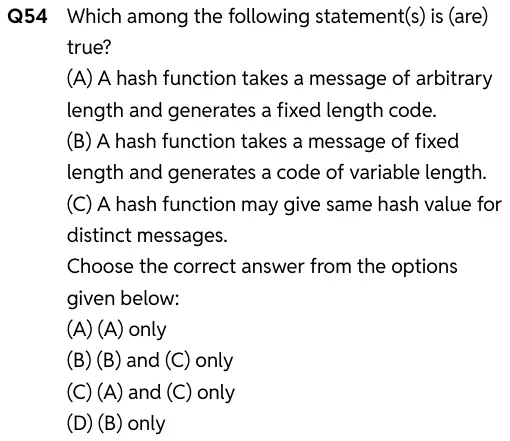 Q54 Which among the following statement(s) is (are)
true?
(A) A hash function takes a message of arbitrary
length and generates a fixed length code.
(B) A hash function takes a message of fixed
length and generates a code of variable length.
(C) A hash function may give same hash value for
distinct messages.
Choose the correct answer from the options
given below:
(A) (A) only
(B) (B) and (C) only
(C) (A) and (C) only
(D) (B) only